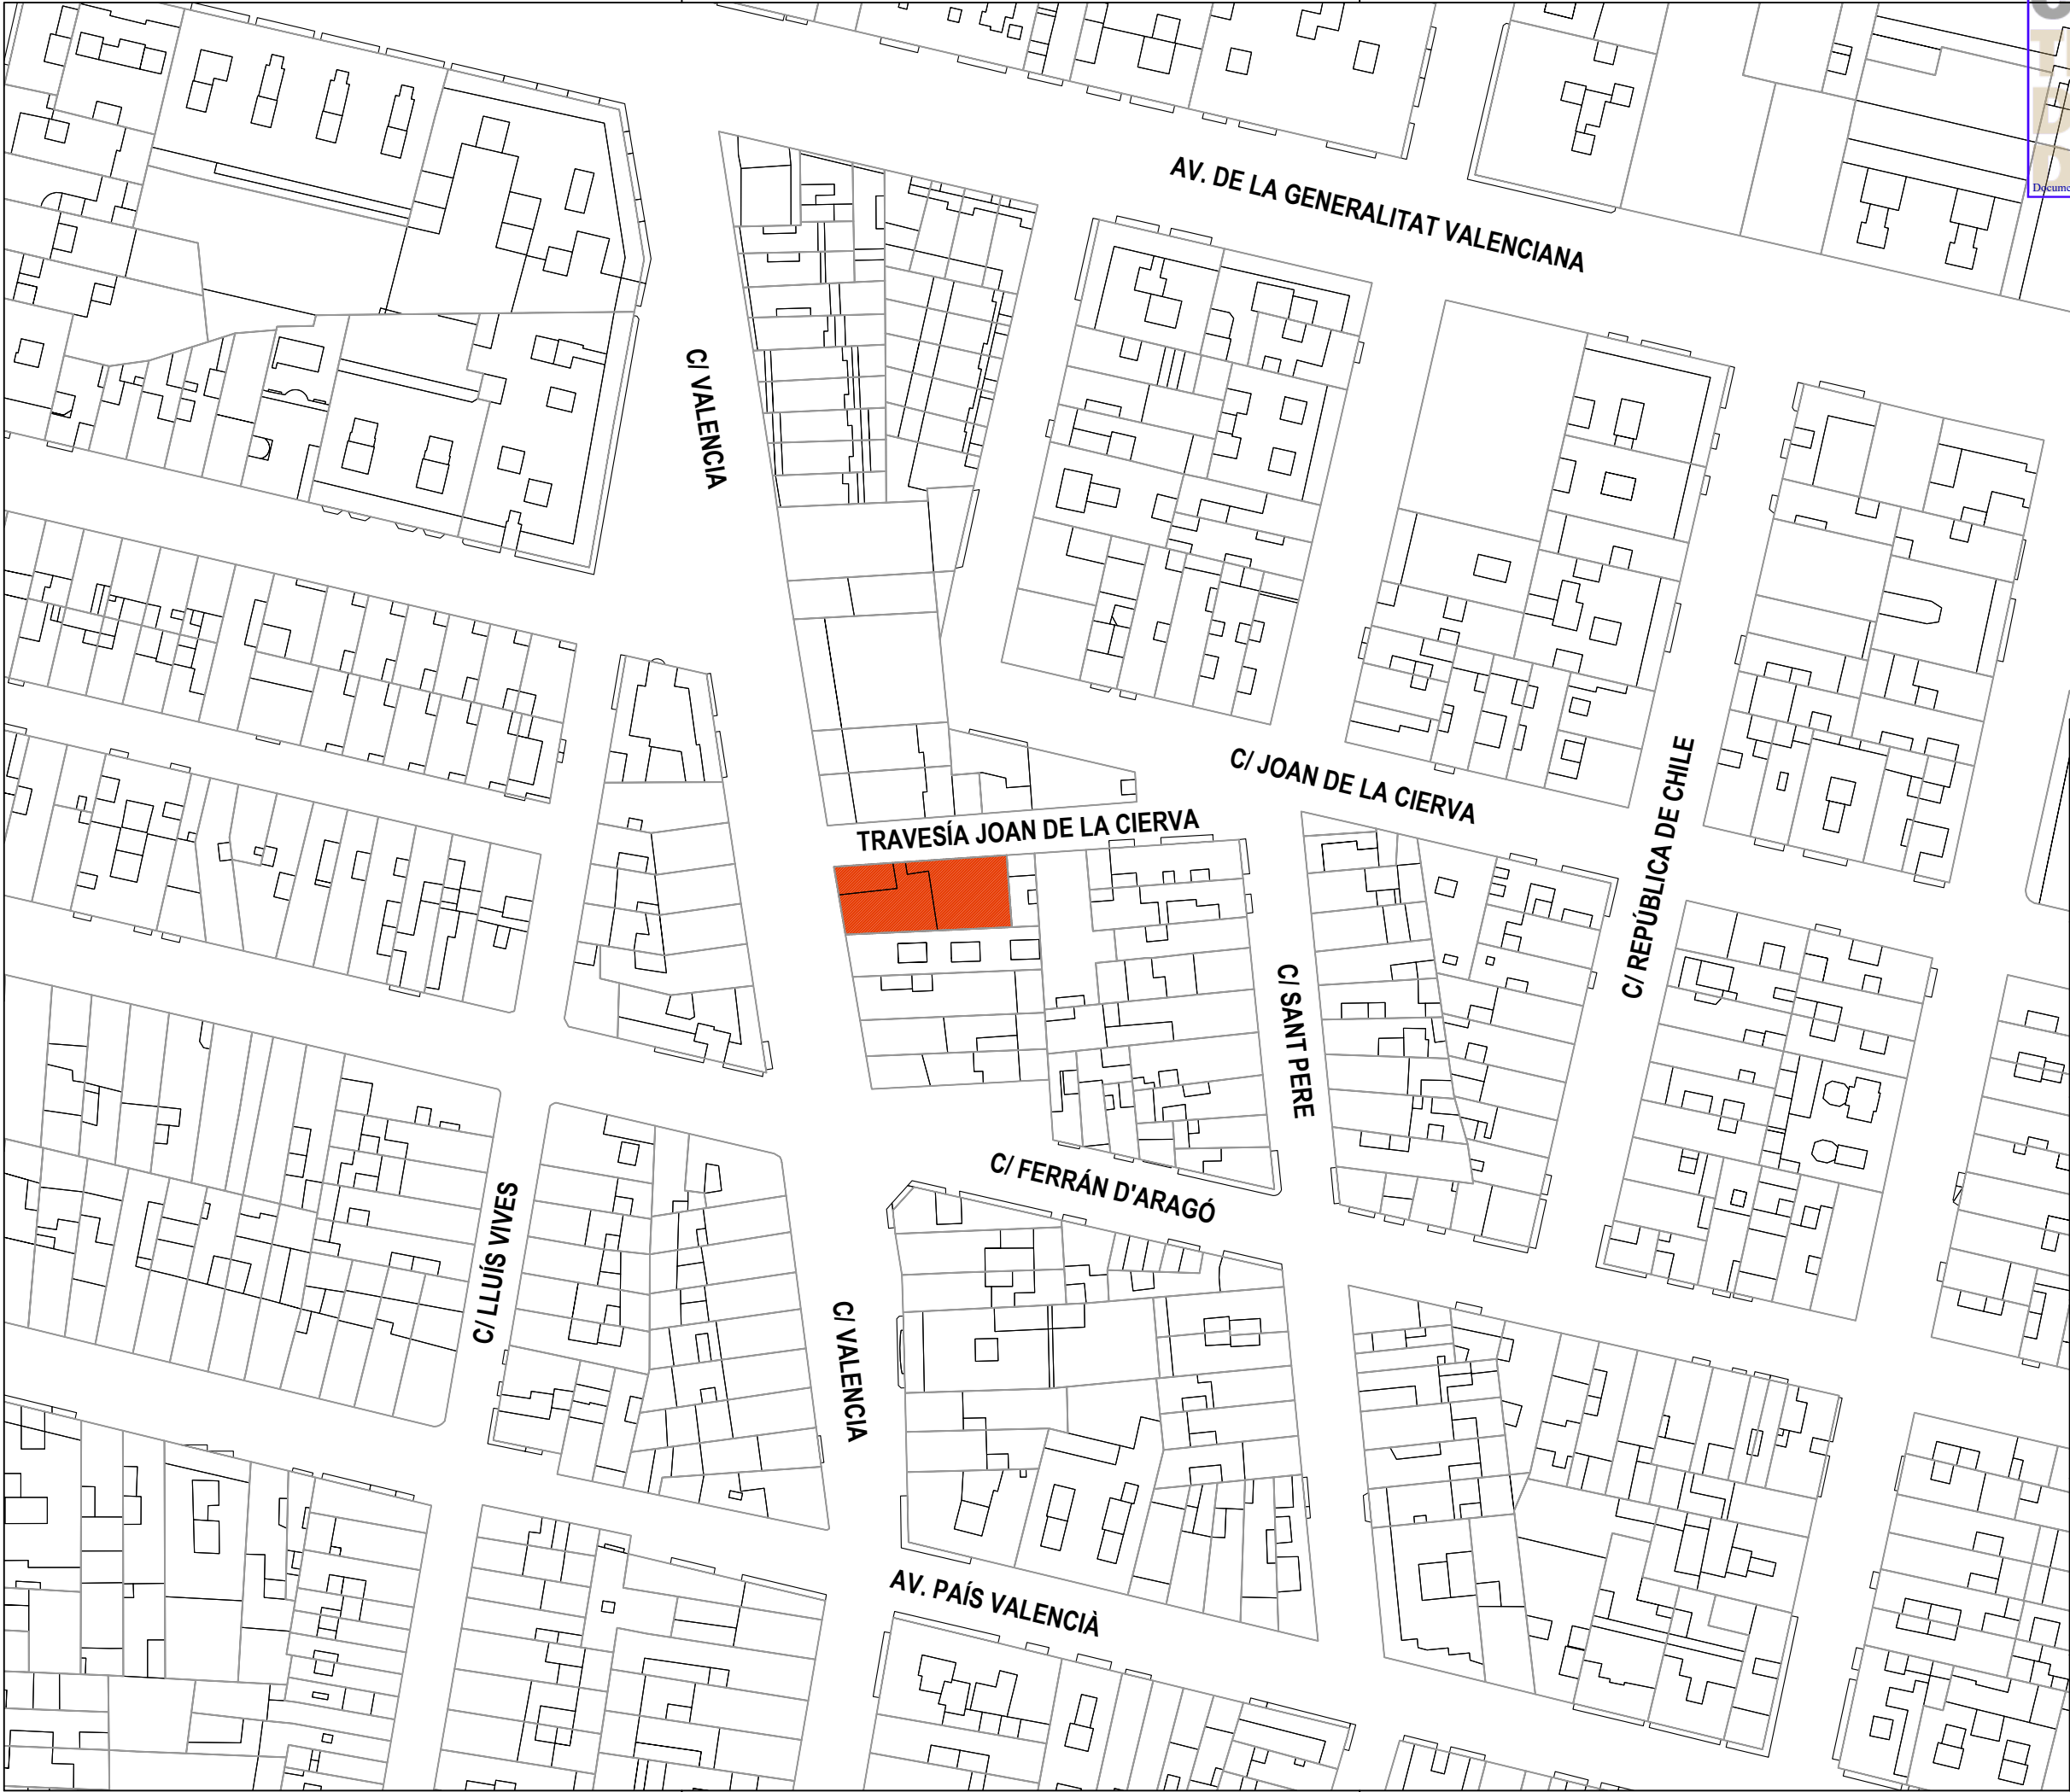 AV. DE LA GENERALITAT VALENCIANA
C/ VALENCIA
C/ JOAN DE LA CIERVA
C/ REPÚBLICA DE CHILE
TRAVESÍA JOAN DE LA CIERVA
C/ SANT PERE
C/ FERRÁN D'ARAGÓ
C/ LLUÍS VIVES
C/ VALENCIA
AV. PAÍS VALENCIÀ